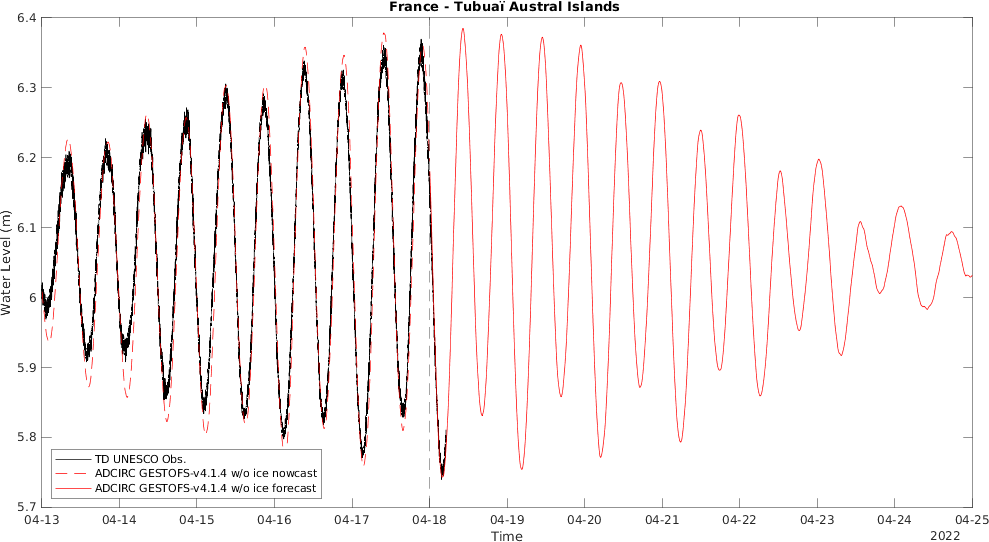 France - Tubuaï Austral Islands
6.4
6.3
6.2
6.1
6
5.9
5.8
5.7
Water Level (m)
TD UNESCO Obs.
ADCIRC GESTOFS-v4.1.4 w/o ice nowcast
ADCIRC GESTOFS-v4.1.4 w/o ice forecast
04-13 04-14 04-15 04-16 04-17 04-18 04-19 04-20 04-21 04-22 04-23 04-24 04-25
Time
2022